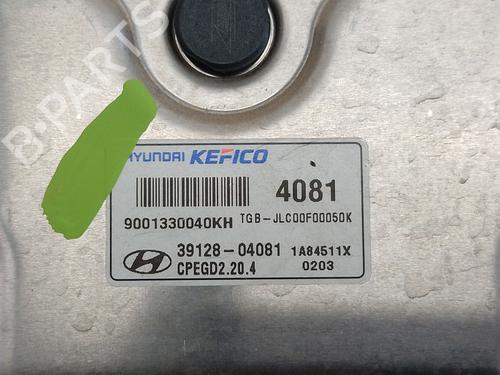 B-PARTS
HYUNDAI KEFICO
4081
9001330040KH TGB-JLC00F00050K
39128-04081 1A84511X
CPEGD2.20.4 0203